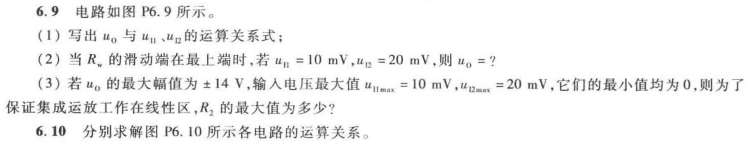 6.9 电路如图 P6.9 所示。
(1) 写出 u_O 与 u_I1、u_I2的运算关系式;
(2) 当 R_w 的滑动端在最上端时,若 u_I1 = 10 mV,u_I2 = 20 mV,则 u_O = ?
(3) 若 u_O 的最大幅值为 ± 14 V,输入电压最大值 u_I1max = 10 mV,u_I2max = 20 mV,它们的最小值均为 0,则为了
保证集成运放工作在线性区,R_2 的最大值为多少?
6.10 分别求解图 P6.10 所示各电路的运算关系。